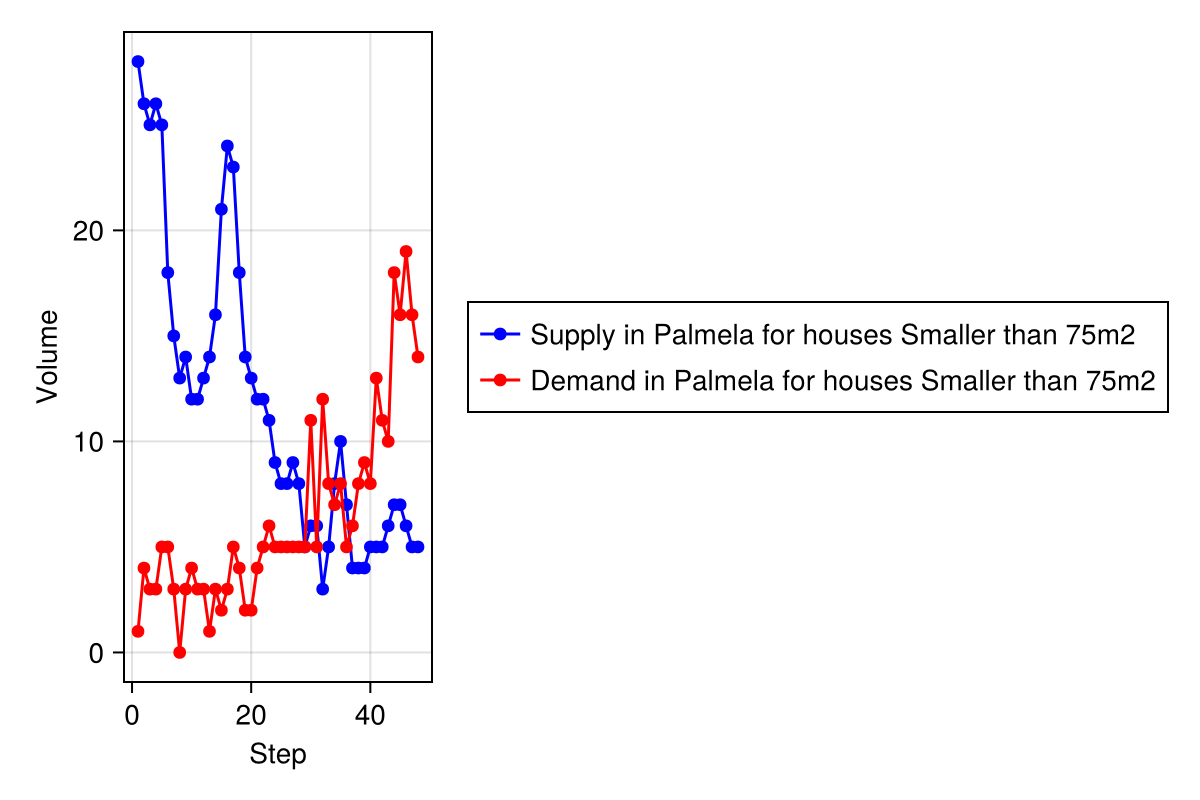 20
10
0
Volume
0 20 40
Step
Supply in Palmela for houses Smaller than 75m2
Demand in Palmela for houses Smaller than 75m2